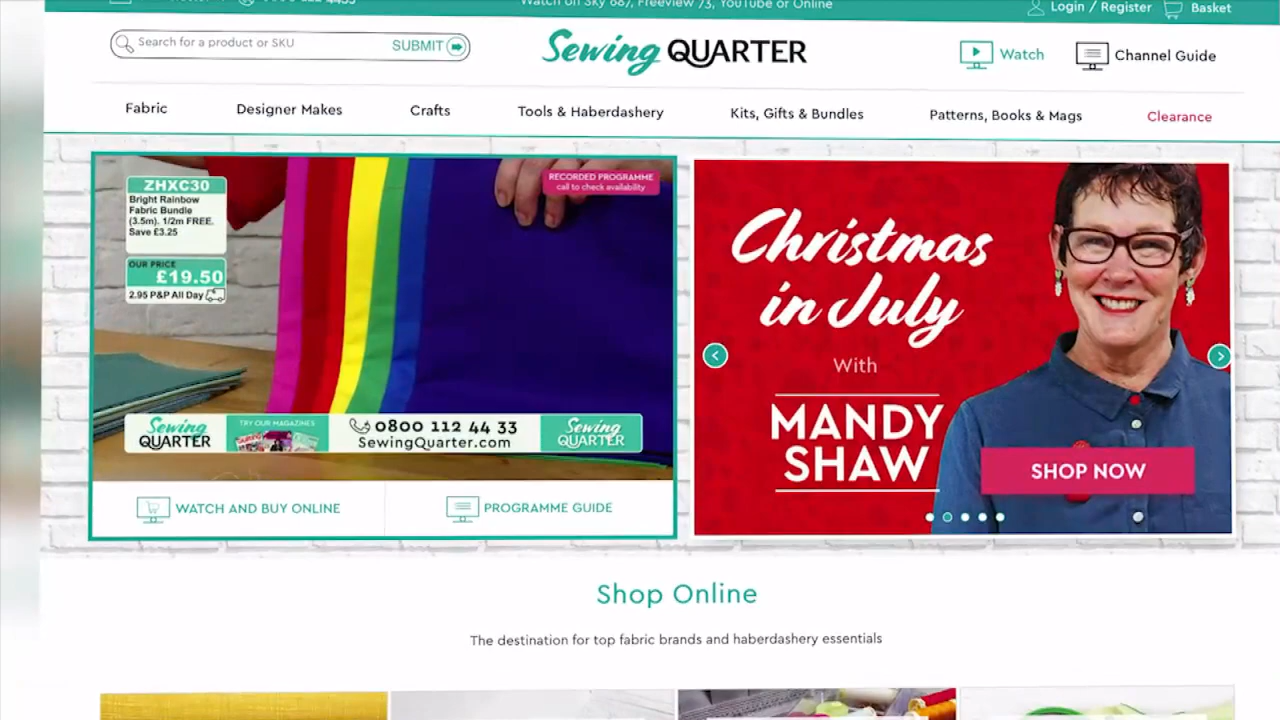 Watch on Sky 687, Freeview 73, YouTube or Online
Login / Register
Basket
Search for a product or SKU
SUBMIT
Sewing QUARTER
Watch
Channel Guide
Fabric
Designer Makes
Crafts
Tools & Haberdashery
Kits, Gifts & Bundles
Patterns, Books & Mags
Clearance
ZHXC30
Bright Rainbow
Fabric Bundle
(3.5m). 1/2m FREE.
Save £3.25
OUR PRICE
£19.50
2.95 P&P All Day
RECORDED PROGRAMME
call to check availability
Sewing
QUARTER
TRY OUR MAGAZINES
0800 112 44 33
SewingQuarter.com
Sewing
QUARTER
WATCH AND BUY ONLINE
PROGRAMME GUIDE
Christmas
in July
With
MANDY
SHAW
SHOP NOW
Shop Online
The destination for top fabric brands and haberdashery essentials